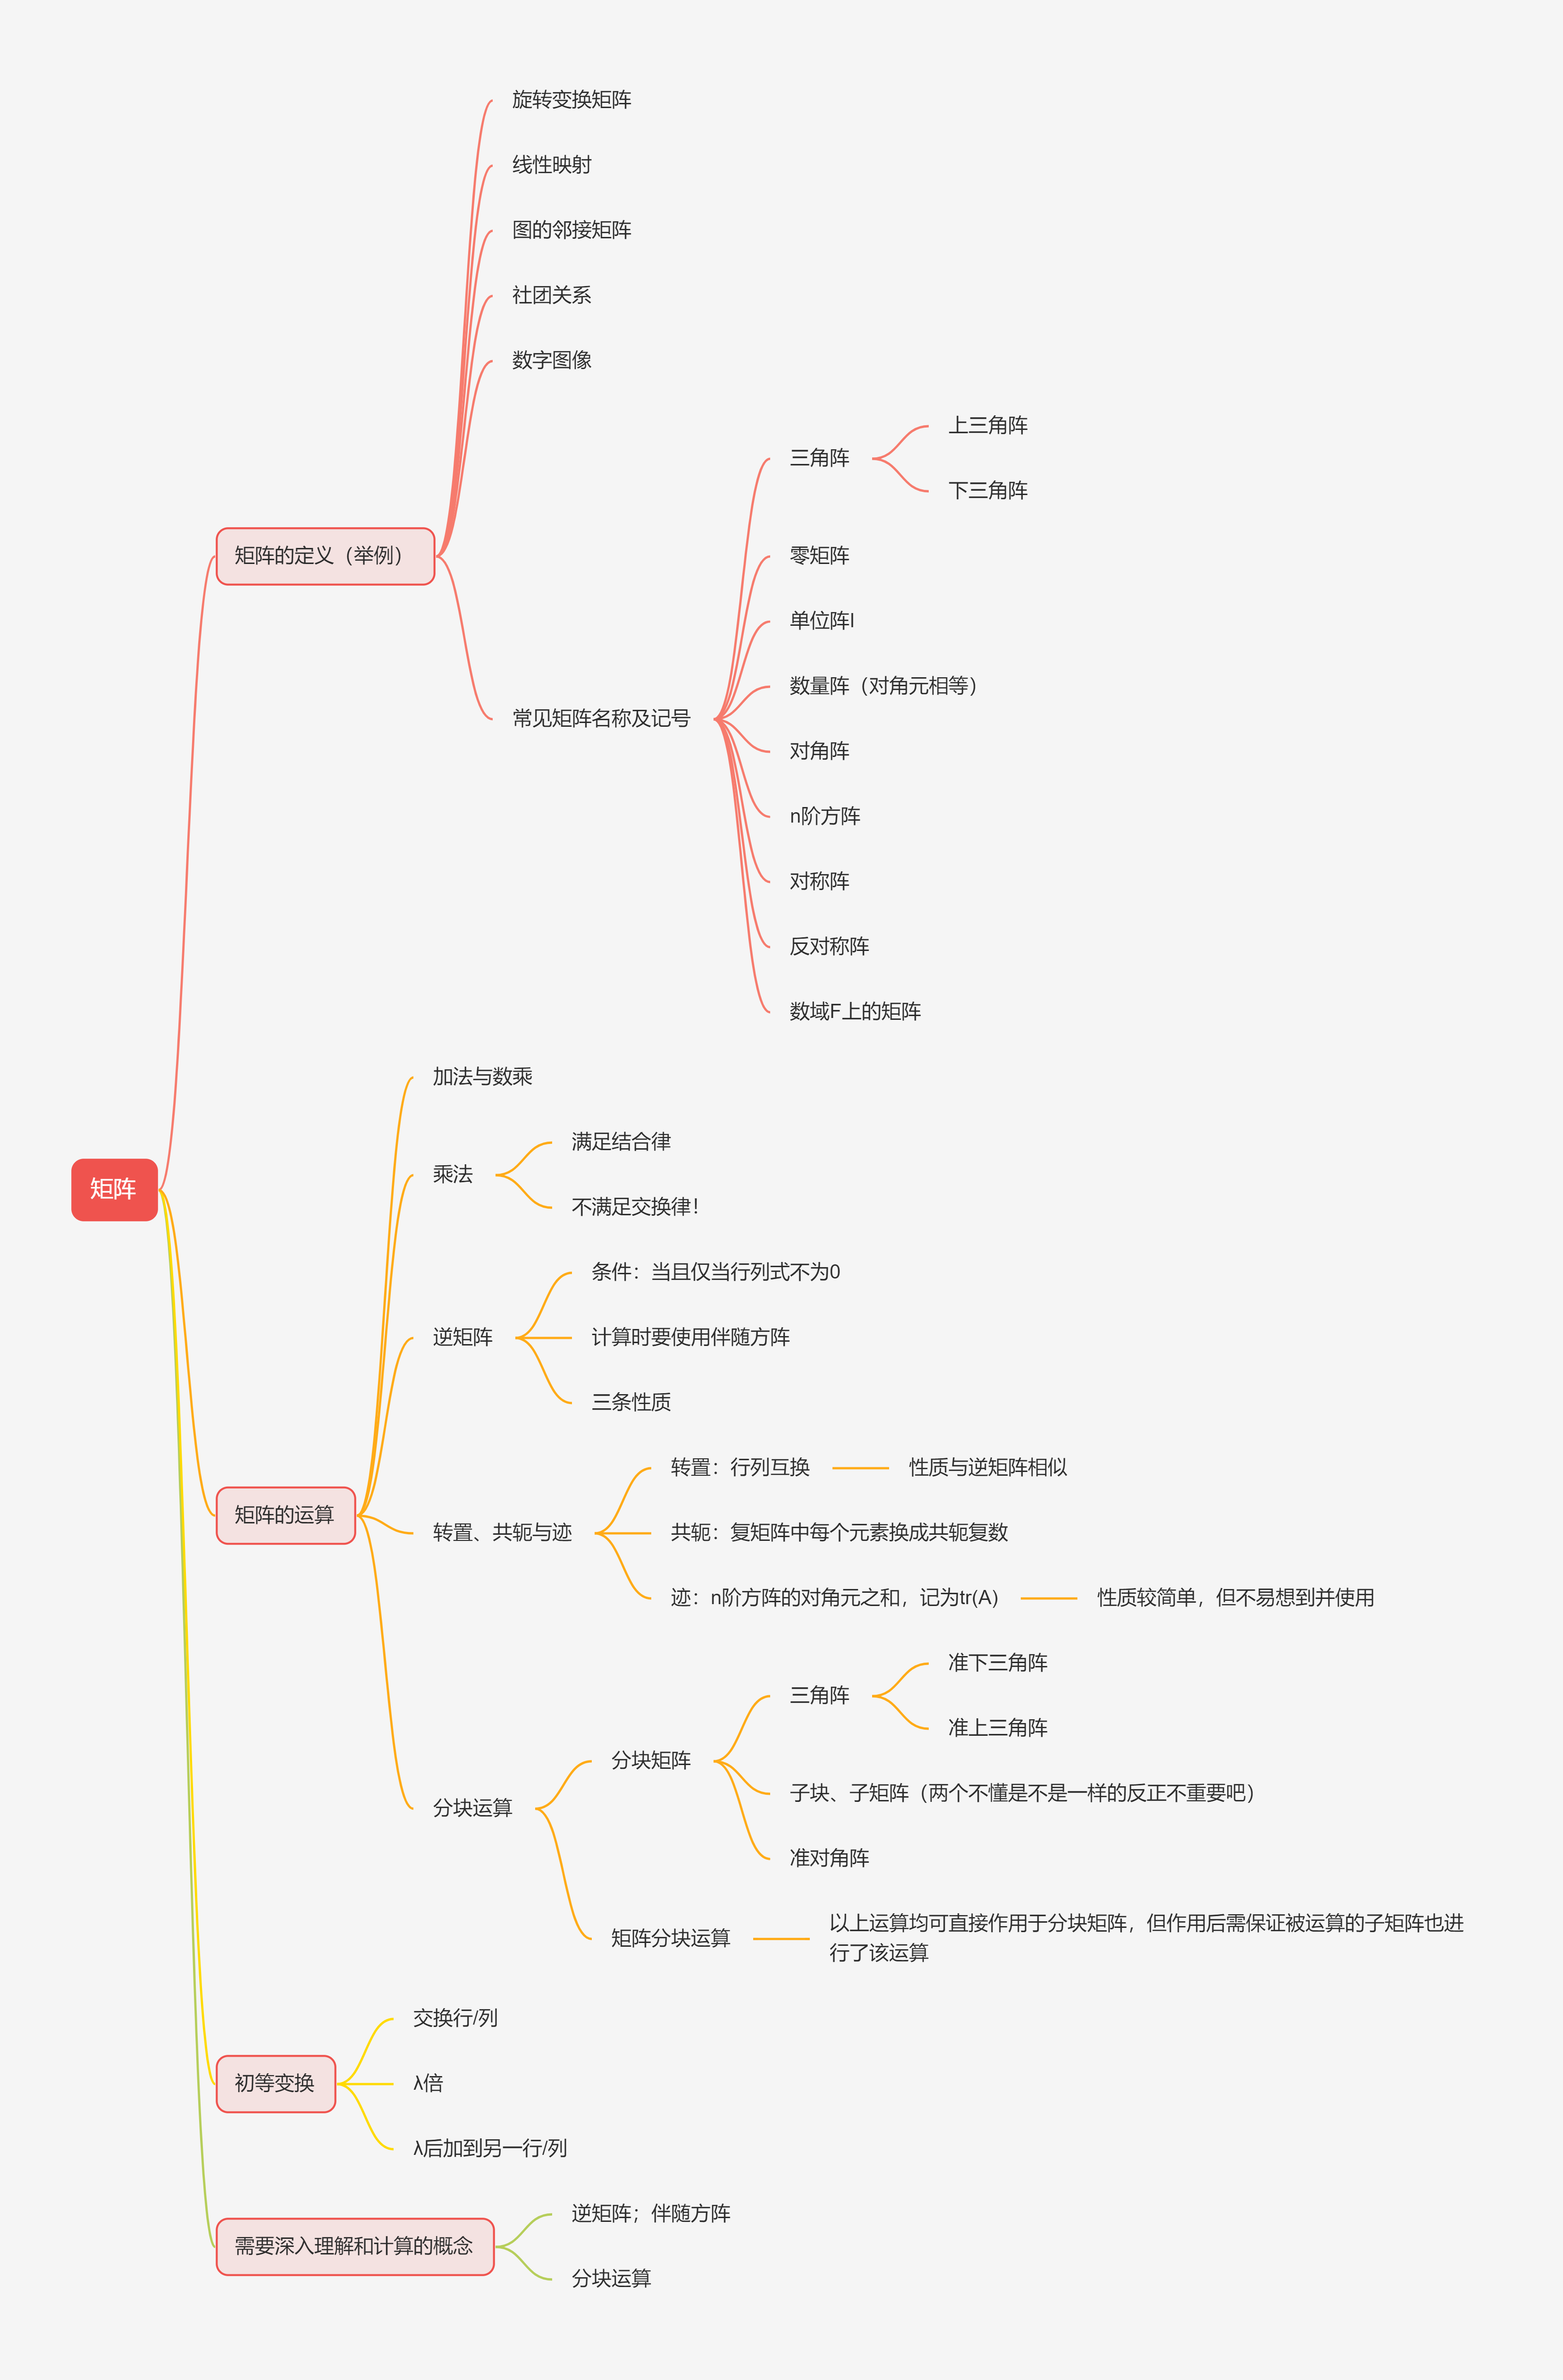 旋转变换矩阵
线性映射
图的邻接矩阵
社团关系
数字图像
上三角阵
三角阵
下三角阵
矩阵的定义（举例）
零矩阵
单位阵I
数量阵（对角元相等）
常见矩阵名称及记号
对角阵
n阶方阵
对称阵
反对称阵
数域F上的矩阵
加法与数乘
满足结合律
乘法
不满足交换律！
矩阵
条件：当且仅当行列式不为0
逆矩阵
计算时要使用伴随方阵
三条性质
转置：行列互换
性质与逆矩阵相似
矩阵的运算
转置、共轭与迹
共轭：复矩阵中每个元素换成共轭复数
迹：n阶方阵的对角元之和，记为tr(A)
性质较简单，但不易想到并使用
准下三角阵
三角阵
准上三角阵
分块矩阵
子块、子矩阵（两个不懂是不是一样的反正不重要吧）
分块运算
准对角阵
矩阵分块运算
以上运算均可直接作用于分块矩阵，但作用后需保证被运算的子矩阵也进
行了该运算
交换行/列
初等变换
λ倍
λ后加到另一行/列
逆矩阵；伴随方阵
需要深入理解和计算的概念
分块运算